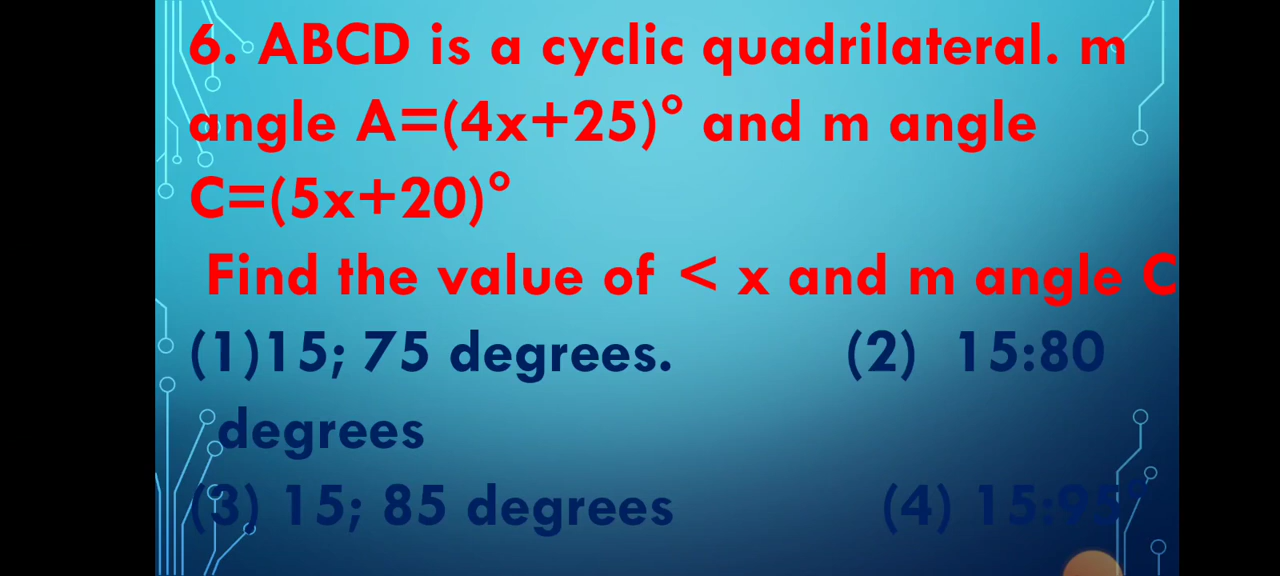 6. ABCD is a cyclic quadrilateral. m
angle A=(4x+25)° and m angle
C=(5x+20)°
Find the value of < x and m angle C
(1)15; 75 degrees. (2) 15:80
degrees
(3) 15; 85 degrees (4) 15:95°